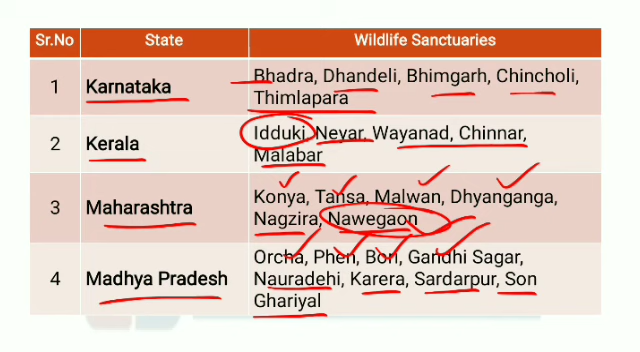 Sr.No State Wildlife Sanctuaries
1 Karnataka Bhadra, Dhandeli, Bhimgarh, Chincholi,
Thimlapara
2 Kerala Idduki, Neyar, Wayanad, Chinnar,
Malabar
3 Maharashtra Konya, Tansa, Malwan, Dhyanganga,
Nagzira, Nawegaon
4 Madhya Pradesh Orcha, Phen, Bori, Gandhi Sagar,
Nauradehi, Karera, Sardarpur, Son
Ghariyal